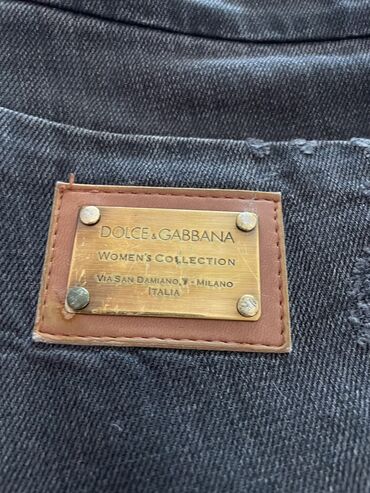 DOLCE & GABBANA
WOMEN'S COLLECTION
VIA SAN DAMIANO, 7 - MILANO
ITALIA